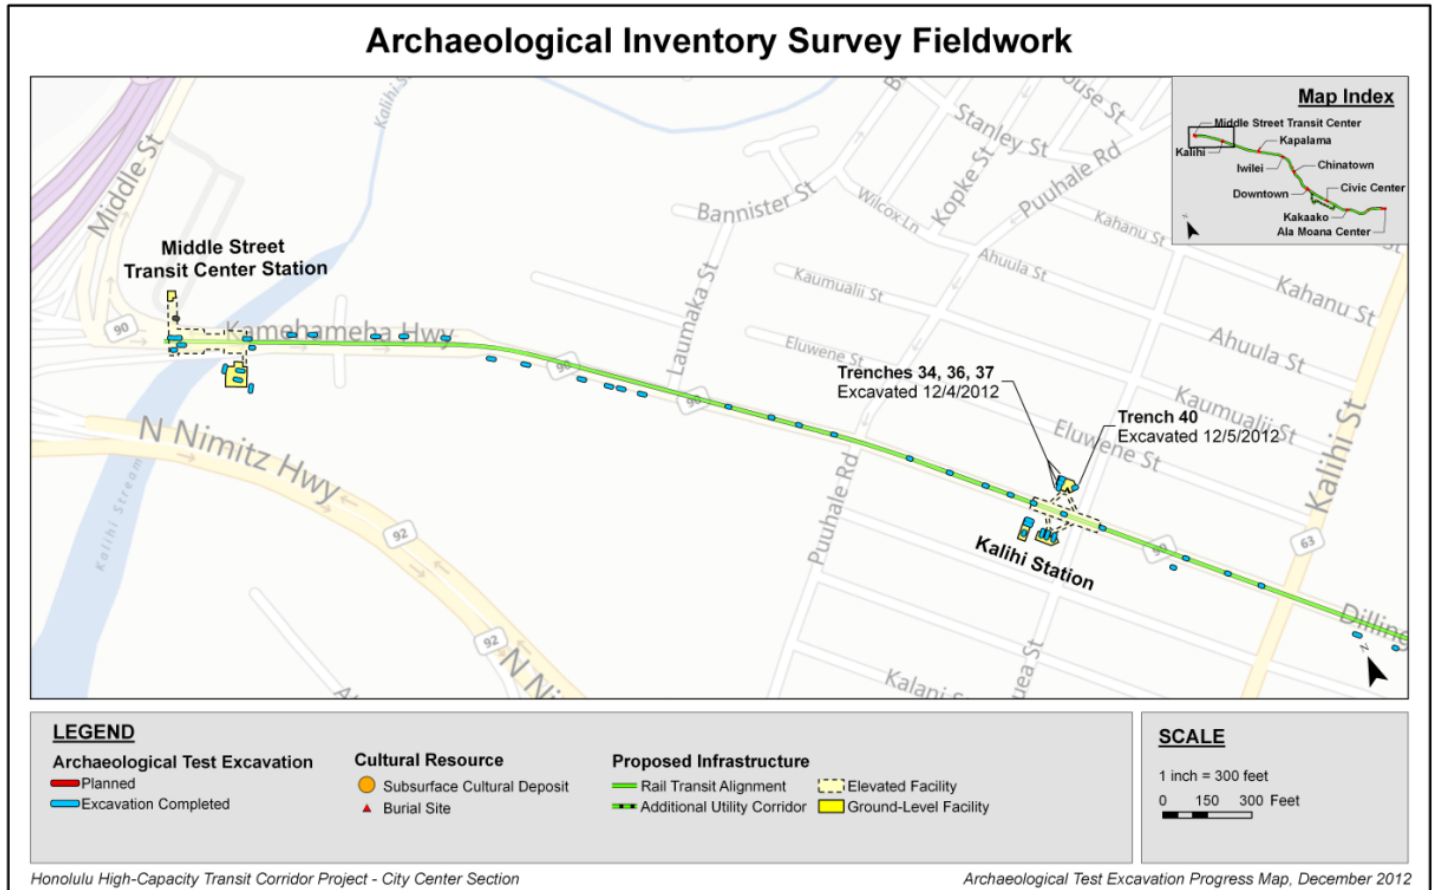 Archaeological Inventory Survey Fieldwork
Map Index
Middle Street Transit Center
Kalihi
Kapalama
Iwilei
Chinatown
Downtown
Civic Center
Kakaako
Ala Moana Center
Middle St
Stanley St
Kopke St
Puuhale Rd
Bannister St
Wilcox Ln
Kahanu St
Kahanu St
Ahuula St
Ahuula St
Kaumualii St
Kaumualii St
Laumaka St
Eluwene St
Eluwene St
Kalihi St
Middle Street
Transit Center Station
90
Kamehameha Hwy
90
90
Trenches 34, 36, 37
Excavated 12/4/2012
Trench 40
Excavated 12/5/2012
N Nimitz Hwy
Kalihi Stream
92
92
Puuhale Rd
Kalihi Station
90
63
Kalani
N
LEGEND
Archaeological Test Excavation
Planned
Excavation Completed
Cultural Resource
Subsurface Cultural Deposit
Burial Site
Proposed Infrastructure
Rail Transit Alignment
Additional Utility Corridor
Elevated Facility
Ground-Level Facility
SCALE
1 inch = 300 feet
0 150 300 Feet
Honolulu High-Capacity Transit Corridor Project - City Center Section
Archaeological Test Excavation Progress Map, December 2012